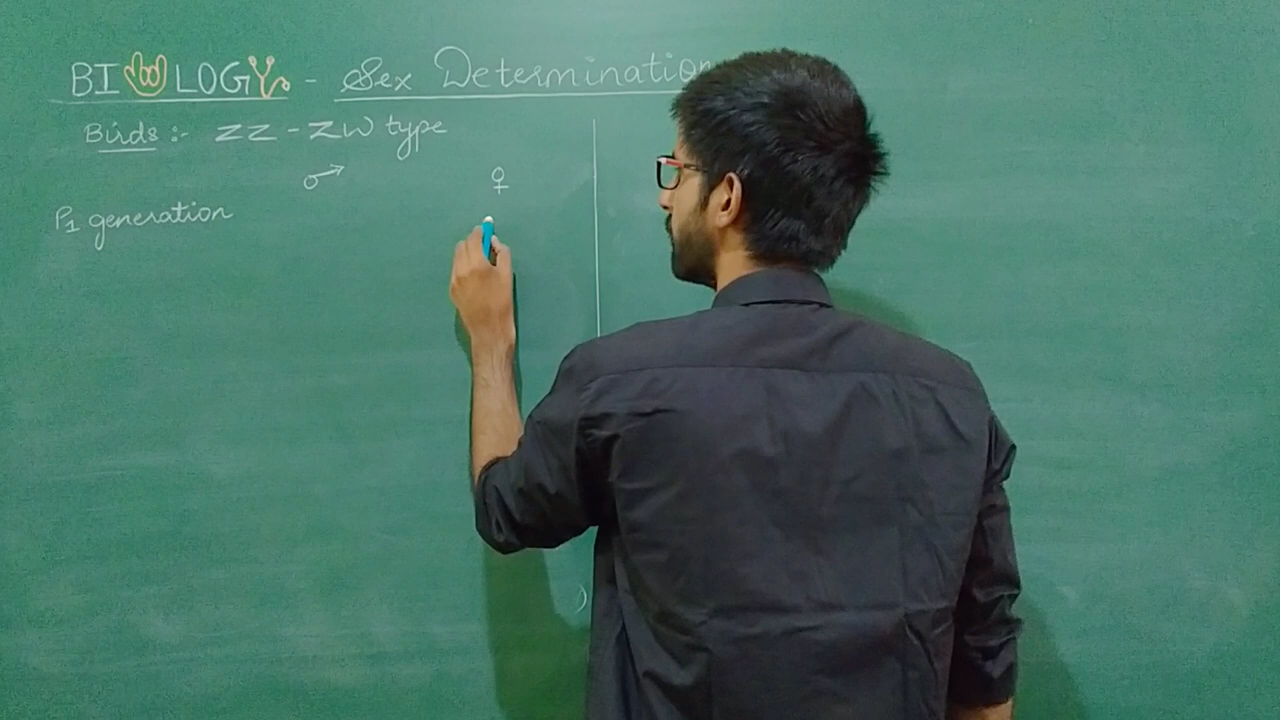 BIOLOGY - Sex Determination
Birds :- ZZ - ZW type
♂ ♀
P1 generation